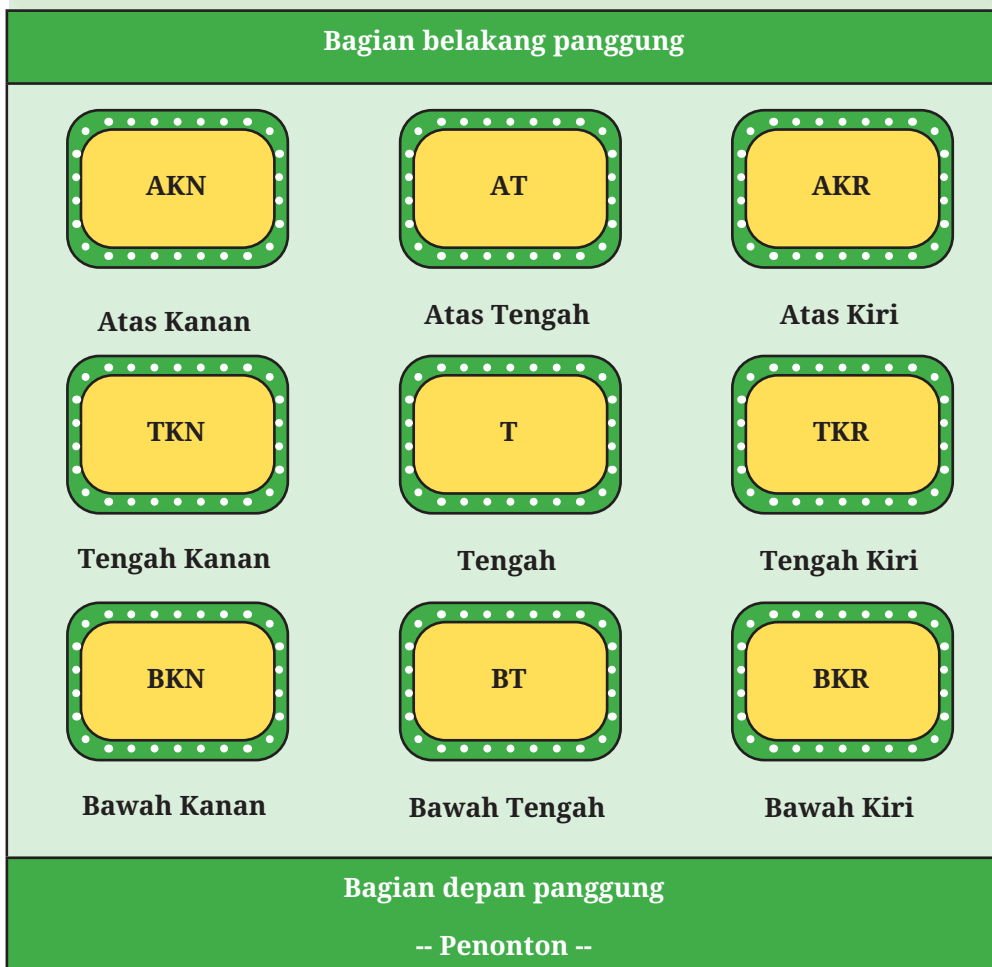 Bagian belakang panggung
AKN AT AKR
Atas Kanan Atas Tengah Atas Kiri
TKN T TKR
Tengah Kanan Tengah Tengah Kiri
BKN BT BKR
Bawah Kanan Bawah Tengah Bawah Kiri
Bagian depan panggung
-- Penonton --